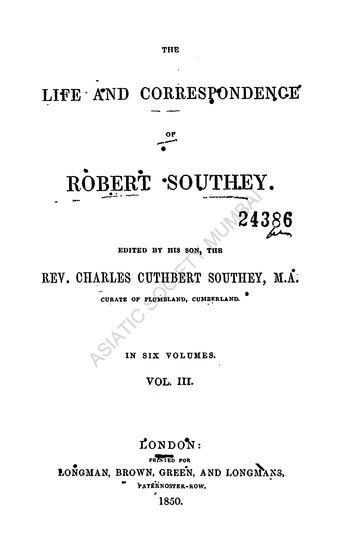 THE
LIFE AND CORRESPONDENCE
OF
ROBERT SOUTHEY.
24386
EDITED BY HIS SON, THE
REV. CHARLES CUTHBERT SOUTHEY, M.A.
CURATE OF PLUMBLAND, CUMBERLAND.
ASIATIC SOCIETY, MUMBAI
IN SIX VOLUMES.
VOL. III.
LONDON:
PRINTED FOR
LONGMAN, BROWN, GREEN, AND LONGMANS,
PATERNOSTER-ROW.
1850.